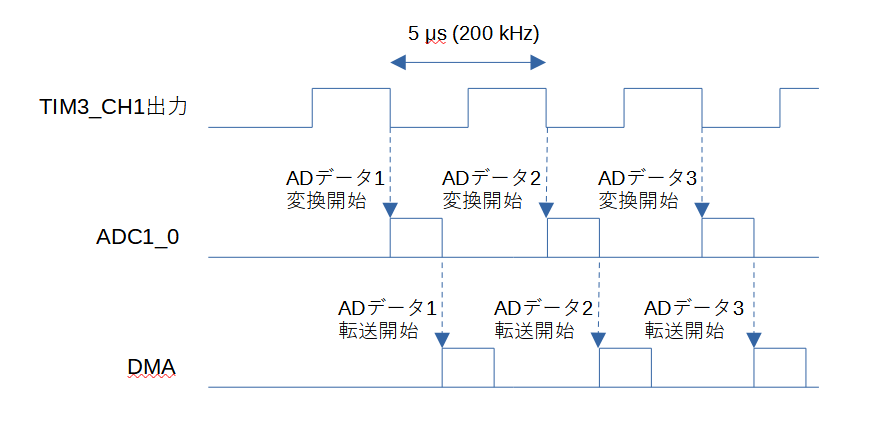 5 µs (200 kHz)
TIM3_CH1出力
ADデータ1
変換開始
ADデータ2
変換開始
ADデータ3
変換開始
ADC1_0
ADデータ1
転送開始
ADデータ2
転送開始
ADデータ3
転送開始
DMA